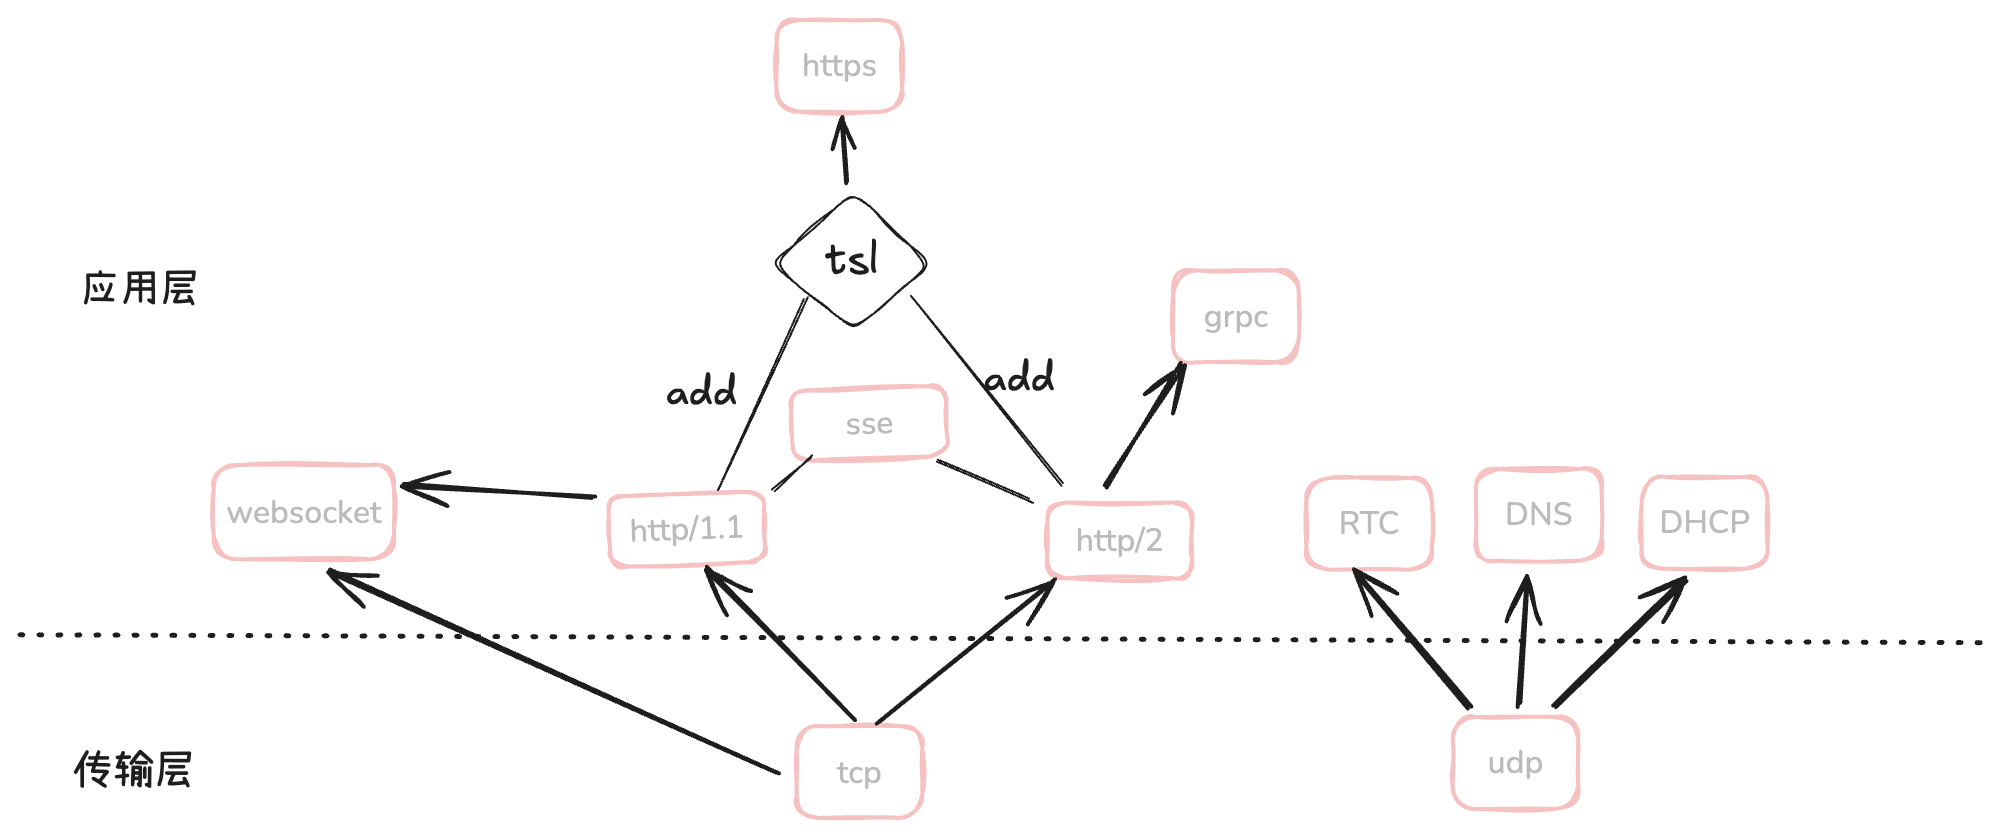 https
tsl
应用层
grpc
add
add
sse
websocket
http/1.1
http/2
RTC
DNS
DHCP
传输层
tcp
udp